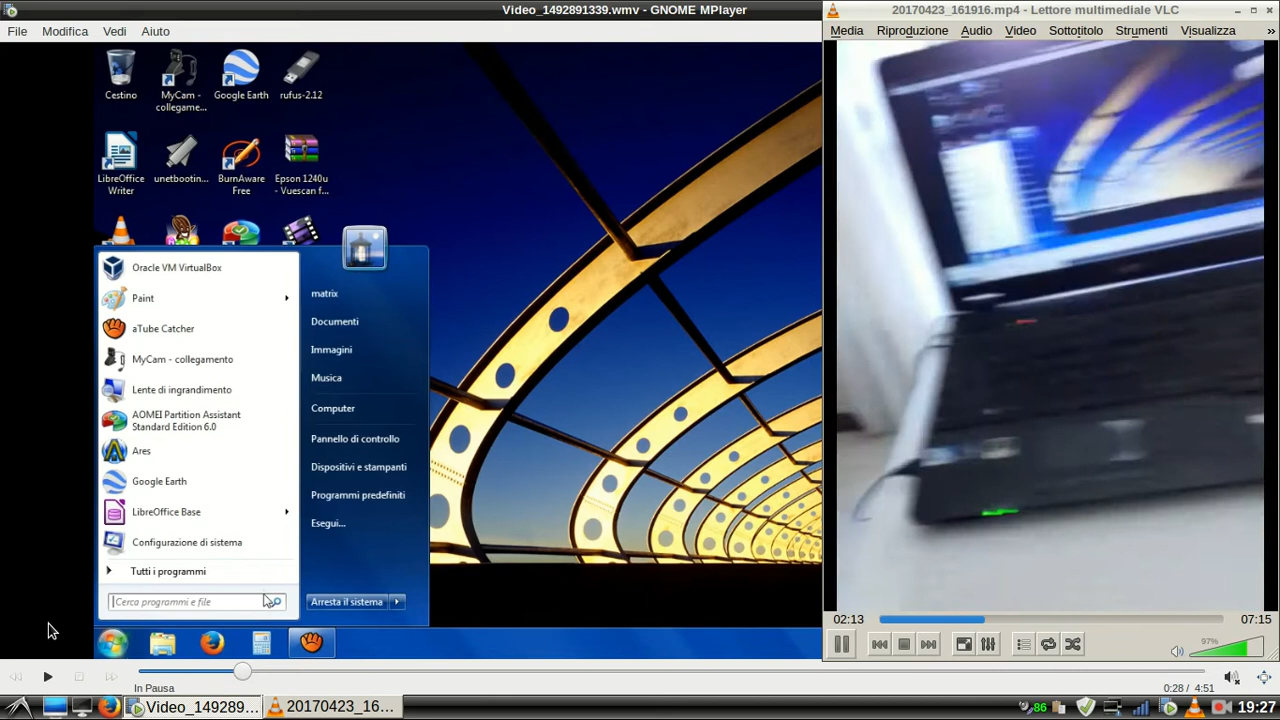 Video_1492891339.wmv - GNOME MPlayer
File Modifica Vedi Aiuto
Cestino
MyCam - collegame...
Google Earth
rufus-2.12
LibreOffice Writer
unetbootin...
BurnAware Free
Epson 1240u - Vuescan f...
Oracle VM VirtualBox
Paint
aTube Catcher
MyCam - collegamento
Lente di ingrandimento
AOMEI Partition Assistant
Standard Edition 6.0
Ares
Google Earth
LibreOffice Base
Configurazione di sistema
Tutti i programmi
Cerca programmi e file
matrix
Documenti
Immagini
Musica
Computer
Pannello di controllo
Dispositivi e stampanti
Programmi predefiniti
Esegui...
Arresta il sistema
In Pausa
0:28 / 4:51
20170423_161916.mp4 - Lettore multimediale VLC
Media Riproduzione Audio Video Sottotitolo Strumenti Visualizza »
02:13
07:15
97%
Video_149289...
20170423_16...
86
19:27